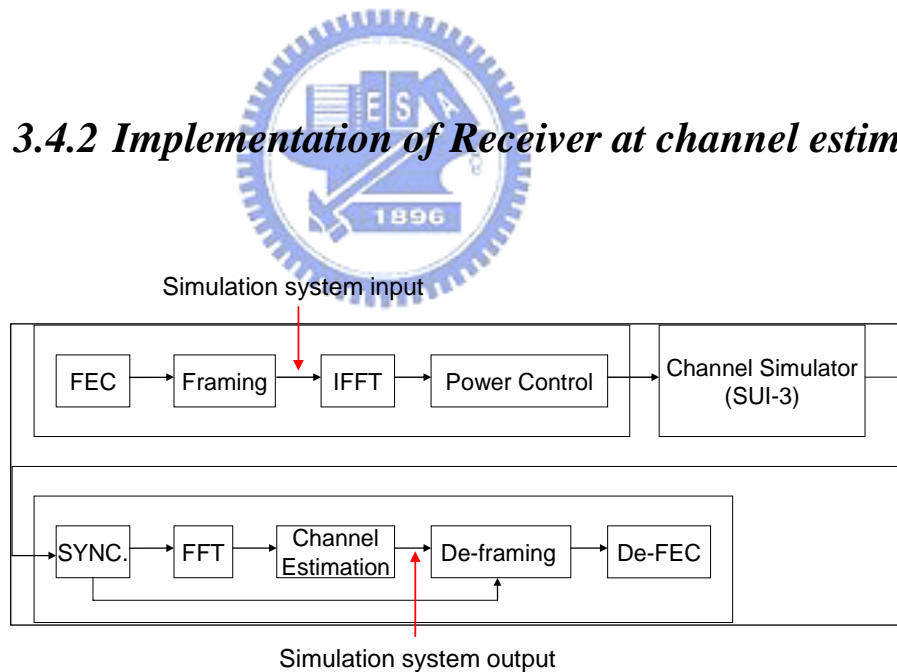 ESA
3.4.2 Implementation of Receiver at channel estim
1896
Simulation system input
FEC
Framing
IFFT
Power Control
Channel Simulator
(SUI-3)
SYNC.
FFT
Channel
Estimation
De-framing
De-FEC
Simulation system output